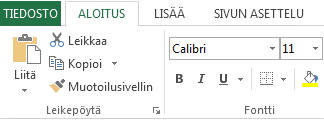 TIEDOSTO ALOITUS LISÄÄ SIVUN ASETTELU
Liitä
Leikkaa
Kopioi
Muotoilusivellin
Leikepöytä
Calibri 11
B I U
Fontti